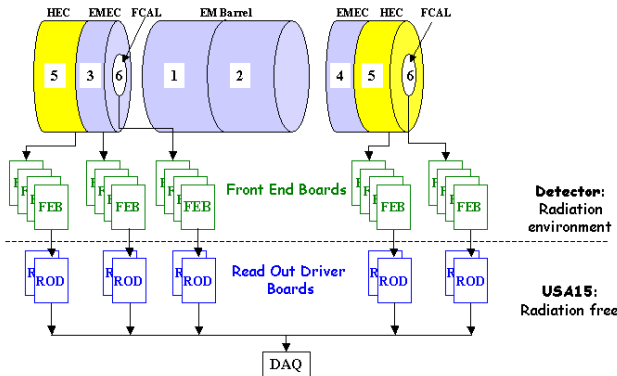 HEC EMEC FCAL EM Barrel EMEC HEC FCAL
5 3 6 1 2 4 5 6
FEB FEB FEB Front End Boards FEB FEB
Detector:
Radiation
environment
ROD ROD ROD Read Out Driver ROD ROD
Boards
USA15:
Radiation free
DAQ